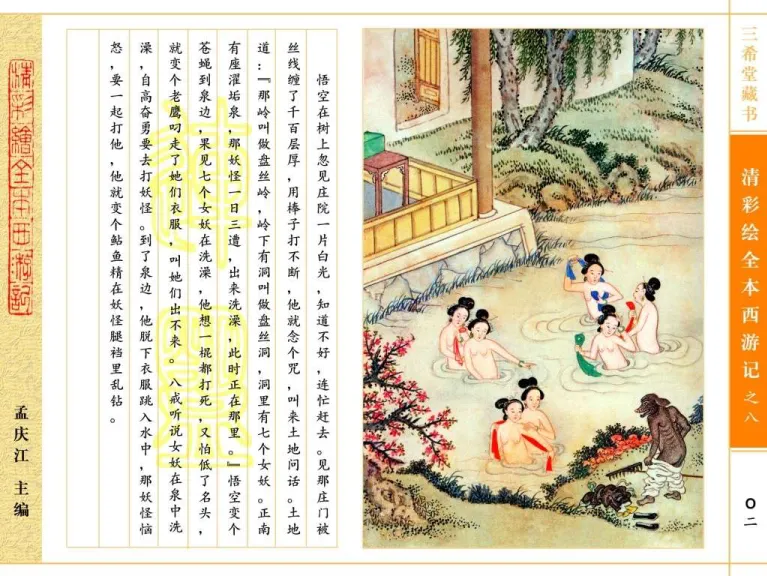 三希堂藏书
清彩绘全本西游记之八
〇二
悟空在树上忽见庄院一片白光，知道不好，连忙赶去。见那庄门被
丝线缠了千百层厚，用棒子打不断，他就念个咒，叫来土地问话。土地
道：『那岭叫做盘丝岭，岭下有洞叫做盘丝洞，洞里有七个女妖。正南
有座濯垢泉，那妖怪一日三遭，出来洗澡，此时正在那里。』悟空变个
苍蝇到泉边，果见七个女妖在洗澡，他想一棍都打死，又怕低了名头，
就变个老鹰叼走了她们衣服，叫她们出不来。八戒听说女妖在泉中洗
澡，自高奋勇要去打妖怪。到了泉边，他脱下衣服跳入水中，那妖怪恼
怒，要一起打他，他就变个鲇鱼精在妖怪腿裆里乱钻。
清彩繪全本西游記
孟庆江 主编